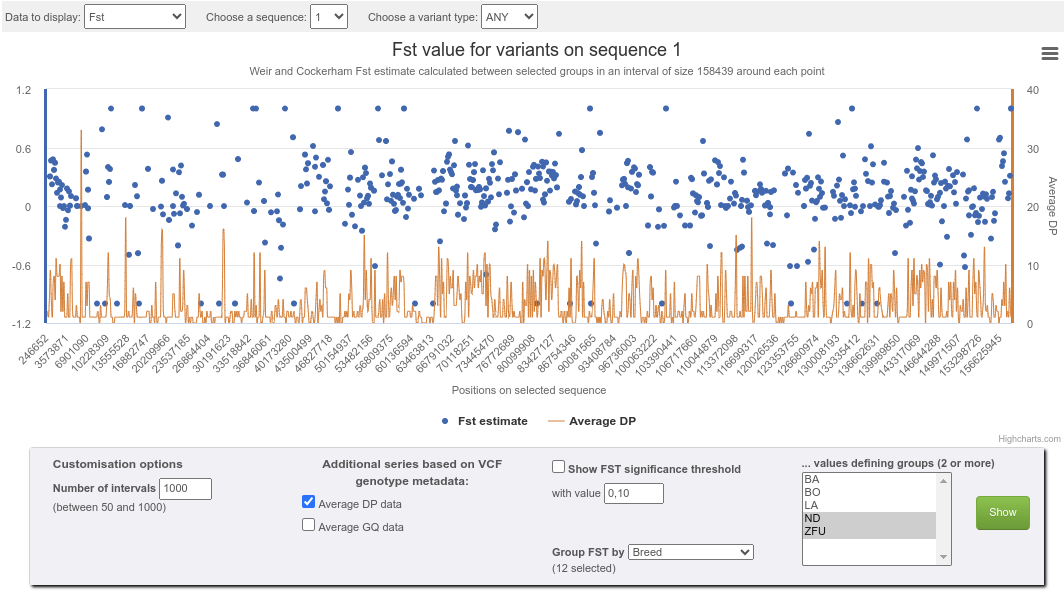 Data to display: Fst Choose a sequence: 1 Choose a variant type: ANY
Fst value for variants on sequence 1
Weir and Cockerham Fst estimate calculated between selected groups in an interval of size 158439 around each point
1.2 40
0.6 30
0 20
-0.6 10
-1.2 0
Average DP
246652 3573871 6901090 10228309 13555528 16882747 20209966 23537185 26864404 30191623 33518842 36846061 40173280 43500499 46827718 50154937 53482156 56809375 60136594 63463813 66791032 70118251 73445470 76772689 80099908 83427127 86754346 90081565 93408784 96736003 100063222 103390441 106717660 110044879 113372098 116699317 120026536 123353755 126680974 130008193 133335412 136662631 139989850 143317069 146644288 149971507 153298726 156625945
Positions on selected sequence
Fst estimate Average DP
Highcharts.com
Customisation options
Number of intervals 1000
(between 50 and 1000)
Additional series based on VCF
genotype metadata:
Average DP data
Average GQ data
Show FST significance threshold
with value 0,10
Group FST by Breed
(12 selected)
... values defining groups (2 or more)
BA
BO
LA
ND
ZFU
Show